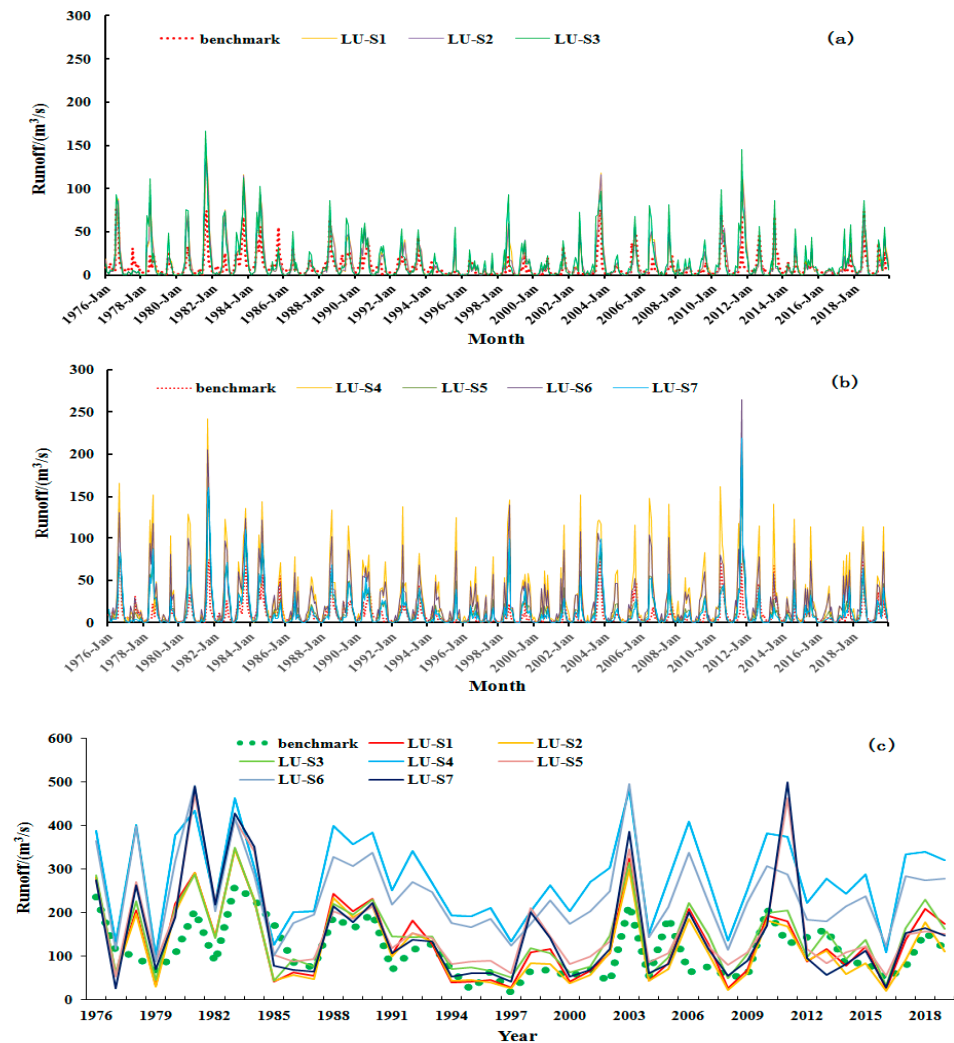 300
benchmark LU-S1 LU-S2 LU-S3
(a)
250
200
150
100
50
0
Runoff/(m³/s)
1976-Jan 1978-Jan 1980-Jan 1982-Jan 1984-Jan 1986-Jan 1988-Jan 1990-Jan 1992-Jan 1994-Jan 1996-Jan 1998-Jan 2000-Jan 2002-Jan 2004-Jan 2006-Jan 2008-Jan 2010-Jan 2012-Jan 2014-Jan 2016-Jan 2018-Jan
Month
300
benchmark LU-S4 LU-S5 LU-S6 LU-S7
(b)
250
200
150
100
50
0
Runoff/(m³/s)
1976-Jan 1978-Jan 1980-Jan 1982-Jan 1984-Jan 1986-Jan 1988-Jan 1990-Jan 1992-Jan 1994-Jan 1996-Jan 1998-Jan 2000-Jan 2002-Jan 2004-Jan 2006-Jan 2008-Jan 2010-Jan 2012-Jan 2014-Jan 2016-Jan 2018-Jan
Month
600
benchmark LU-S1 LU-S2
(c)
LU-S3 LU-S4 LU-S5
LU-S6 LU-S7
500
400
300
200
100
0
Runoff/(m³/s)
1976 1979 1982 1985 1988 1991 1994 1997 2000 2003 2006 2009 2012 2015 2018
Year